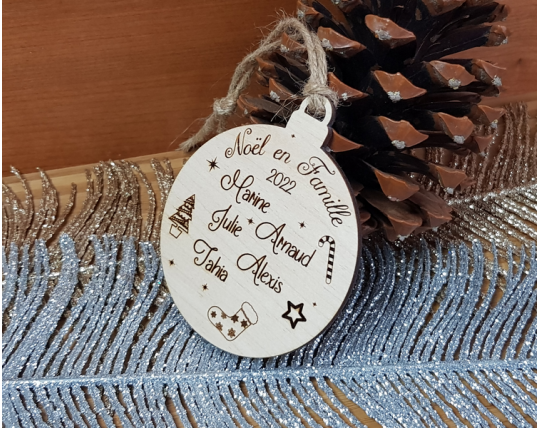 Noël en Famille
2022
Marine
Julie Arnaud
Tahia Alexis